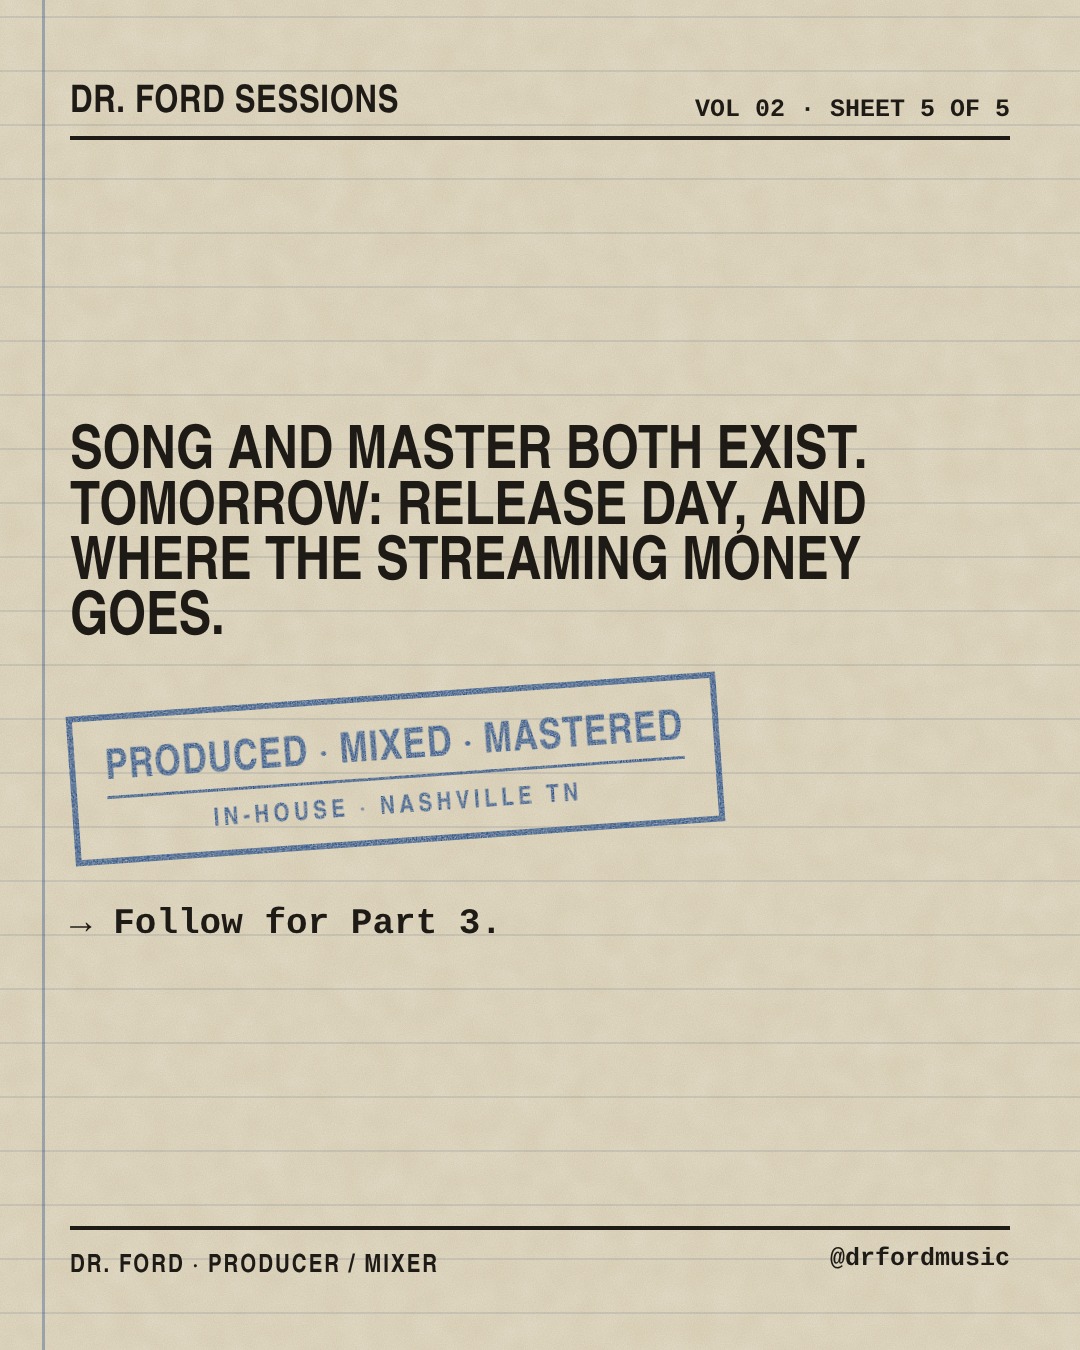 DR. FORD SESSIONS
VOL 02 · SHEET 5 OF 5
SONG AND MASTER BOTH EXIST.
TOMORROW: RELEASE DAY, AND
WHERE THE STREAMING MONEY
GOES.
PRODUCED · MIXED · MASTERED
IN-HOUSE · NASHVILLE TN
→ Follow for Part 3.
DR. FORD · PRODUCER / MIXER
@drfordmusic